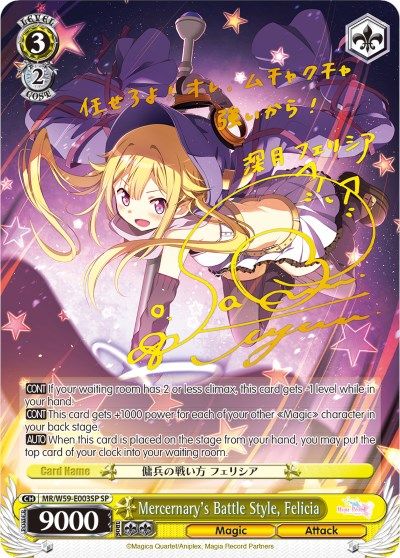 LEVEL
3
2
COST
任せろよ!オレ、ムチャクチャ
強いから!
深月フェリシア
CONT If your waiting room has 2 or less climax, this card gets -1 level while in
your hand.
CONT This card gets +1000 power for each of your other «Magic» character
in your back stage.
AUTO When this card is placed on the stage from your hand, you may put
the top card of your clock into your waiting room.
Card Name 傭兵の戦い方 フェリシア
CH MR/W59-E003SP SP
POWER 9000
Mercernary's Battle Style, Felicia
Magic Attack
©Magica Quartet/Aniplex, Magia Record Partners